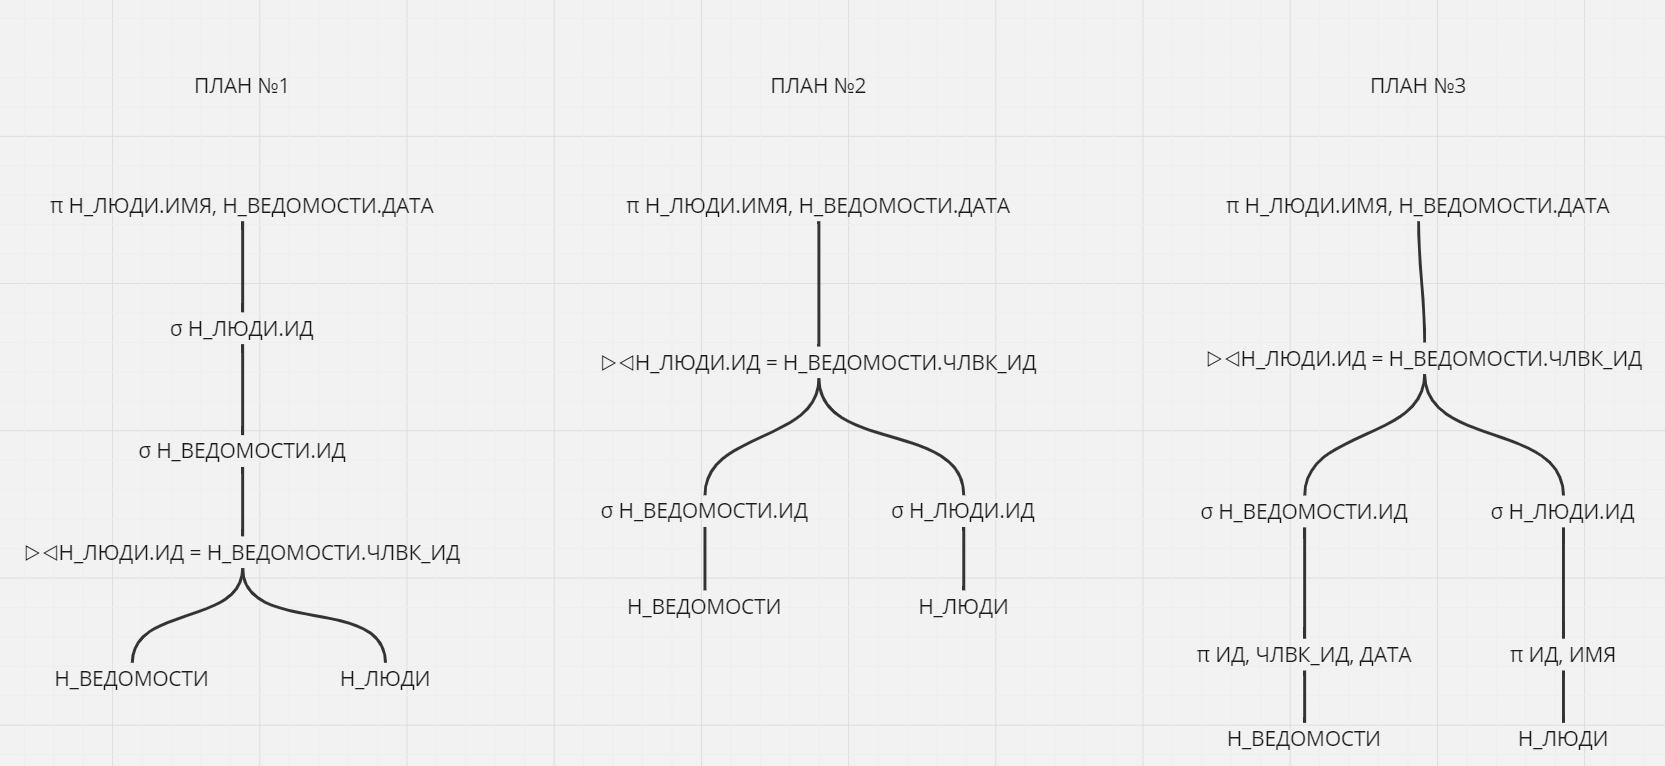 ПЛАН №1
π Н_ЛЮДИ.ИМЯ, Н_ВЕДОМОСТИ.ДАТА
σ Н_ЛЮДИ.ИД
σ Н_ВЕДОМОСТИ.ИД
▷◁Н_ЛЮДИ.ИД = Н_ВЕДОМОСТИ.ЧЛВК_ИД
Н_ВЕДОМОСТИ
Н_ЛЮДИ
ПЛАН №2
π Н_ЛЮДИ.ИМЯ, Н_ВЕДОМОСТИ.ДАТА
▷◁Н_ЛЮДИ.ИД = Н_ВЕДОМОСТИ.ЧЛВК_ИД
σ Н_ВЕДОМОСТИ.ИД
σ Н_ЛЮДИ.ИД
Н_ВЕДОМОСТИ
Н_ЛЮДИ
ПЛАН №3
π Н_ЛЮДИ.ИМЯ, Н_ВЕДОМОСТИ.ДАТА
▷◁Н_ЛЮДИ.ИД = Н_ВЕДОМОСТИ.ЧЛВК_ИД
σ Н_ВЕДОМОСТИ.ИД
σ Н_ЛЮДИ.ИД
π ИД, ЧЛВК_ИД, ДАТА
π ИД, ИМЯ
Н_ВЕДОМОСТИ
Н_ЛЮДИ